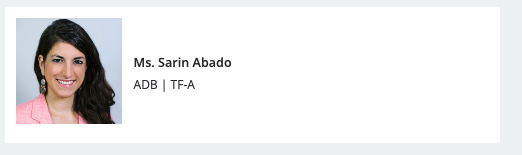 Ms. Sarin Abado
ADB | TF-A